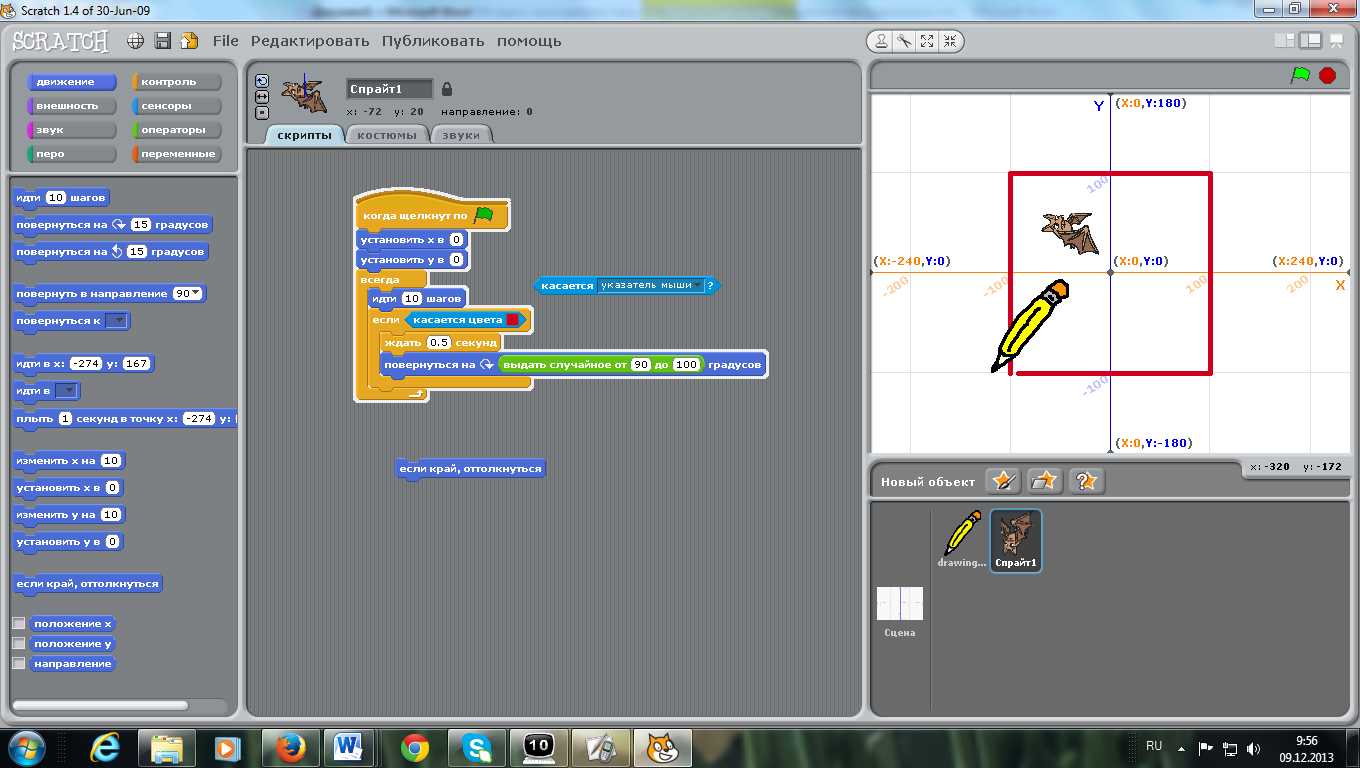 Scratch 1.4 of 30-Jun-09
SCRATCH
File Редактировать Публиковать помощь
движение контроль
внешность сенсоры
звук операторы
перо переменные
идти 10 шагов
повернуться на 15 градусов
повернуться на 15 градусов
повернуть в направление 90
повернуться к
идти в x: -274 y: 167
идти в
плыть 1 секунд в точку x: -274 y:
изменить x на 10
установить x в 0
изменить y на 10
установить y в 0
если край, оттолкнуться
положение x
положение y
направление
Спрайт1
x: -72 y: 20 направление: 0
скрипты костюмы звуки
когда щелкнут по
установить x в 0
установить y в 0
всегда
идти 10 шагов
если касается цвета
ждать 0.5 секунд
повернуться на выдать случайное от 90 до 100 градусов
касается указатель мыши ?
если край, оттолкнуться
Y (X:0,Y:180)
100
(X:-240,Y:0) (X:0,Y:0) (X:240,Y:0)
-200 -100 100 200 X
-100
(X:0,Y:-180)
x: -320 y: -172
Новый объект
drawing... Спрайт1
Сцена
10
RU 9:56
09.12.2013